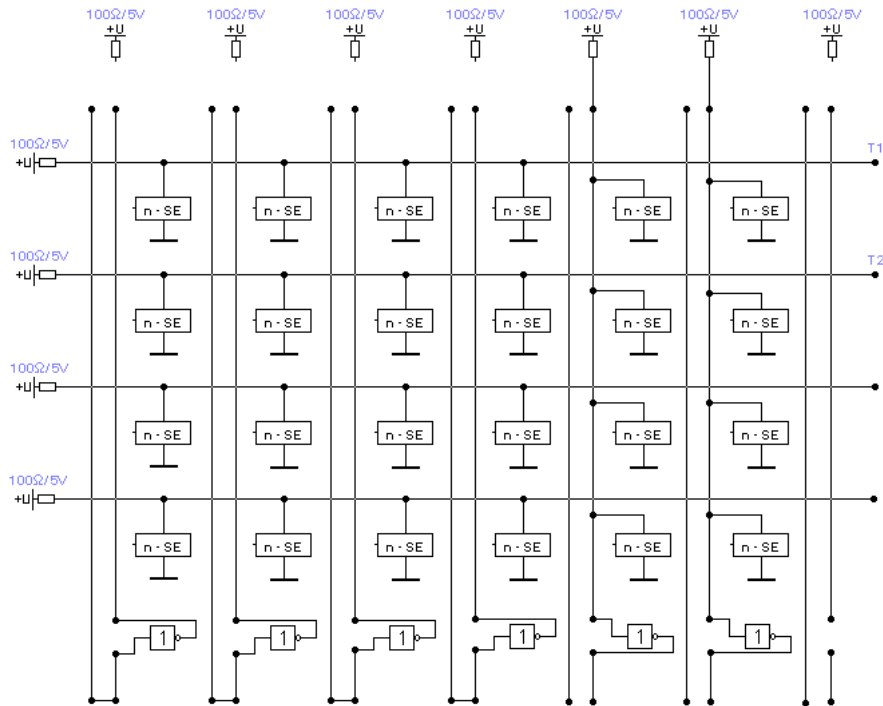 100Ω/5V 100Ω/5V 100Ω/5V 100Ω/5V 100Ω/5V 100Ω/5V 100Ω/5V
+U +U +U +U +U +U +U
100Ω/5V
+U T1
n - SE n - SE n - SE n - SE n - SE n - SE
100Ω/5V
+U T2
n - SE n - SE n - SE n - SE n - SE n - SE
100Ω/5V
+U
n - SE n - SE n - SE n - SE n - SE n - SE
100Ω/5V
+U
n - SE n - SE n - SE n - SE n - SE n - SE
1 1 1 1 1 1